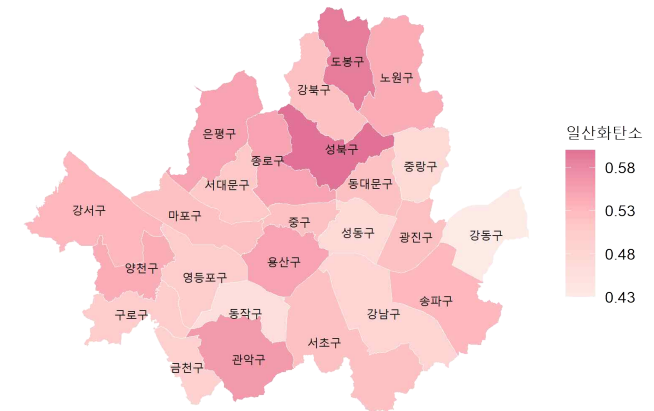 도봉구
노원구
강북구
은평구
성북구
종로구
중랑구
서대문구
동대문구
강서구
마포구
중구
성동구
광진구
강동구
양천구
영등포구
용산구
송파구
구로구
동작구
강남구
서초구
관악구
금천구
일산화탄소
0.58
0.53
0.48
0.43